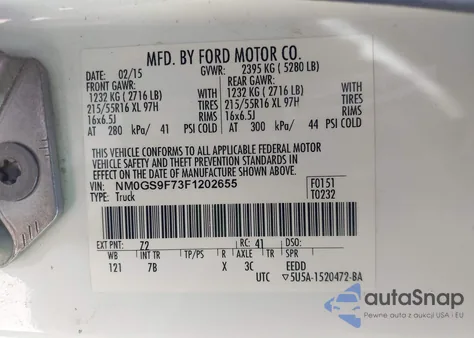 MFD. BY FORD MOTOR CO.
DATE: 02/15 GVWR: 2395 KG ( 5280 LB)
FRONT GAWR: REAR GAWR:
1232 KG ( 2716 LB) WITH 1232 KG ( 2716 LB) WITH
215/55R16 XL 97H TIRES 215/55R16 XL 97H TIRES
16x6.5J RIMS 16x6.5J RIMS
AT 280 kPa/ 41 PSI COLD AT 300 kPa/ 44 PSI COLD
THIS VEHICLE CONFORMS TO ALL APPLICABLE FEDERAL MOTOR
VEHICLE SAFETY AND THEFT PREVENTION STANDARDS IN
EFFECT ON THE DATE OF MANUFACTURE SHOWN ABOVE.
VIN: NM0GS9F73F1202655 F0151
TYPE: Truck T0232
EXT PNT: Z2 RC: 41 DSO:
WB INT TR TP/PS R AXLE TR SPR
121 7B X 3C EEDD
UTC ▽5U5A-1520472-BA
autaSnap
Pewne auta z USA i EU